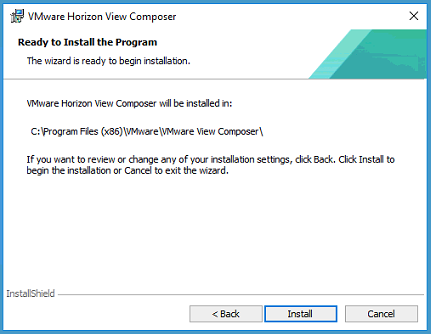 VMware Horizon View Composer
Ready to Install the Program
The wizard is ready to begin installation.
VMware Horizon View Composer will be installed in:
C:\Program Files (x86)\VMware\VMware View Composer\
If you want to review or change any of your installation settings, click Back. Click Install to
begin the installation or Cancel to exit the wizard.
InstallShield
< Back
Install
Cancel